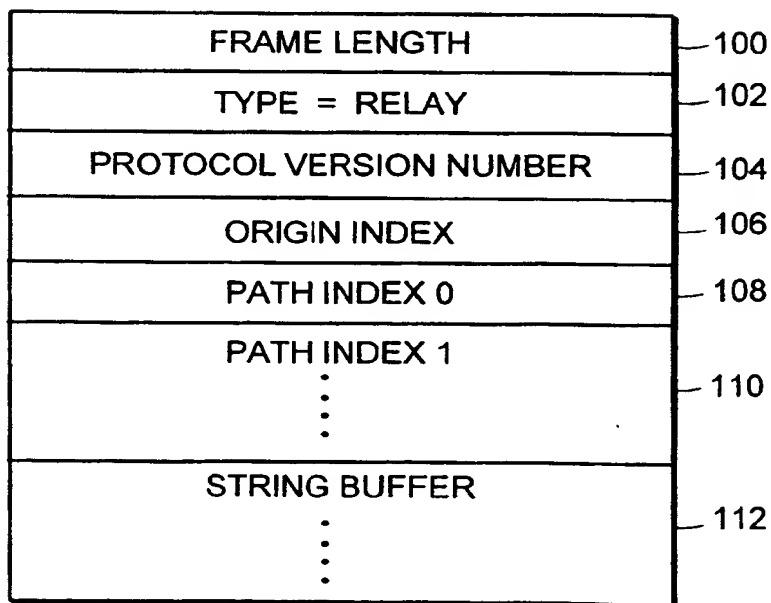 FRAME LENGTH 100
TYPE = RELAY 102
PROTOCOL VERSION NUMBER 104
ORIGIN INDEX 106
PATH INDEX 0 108
PATH INDEX 1 110
STRING BUFFER 112